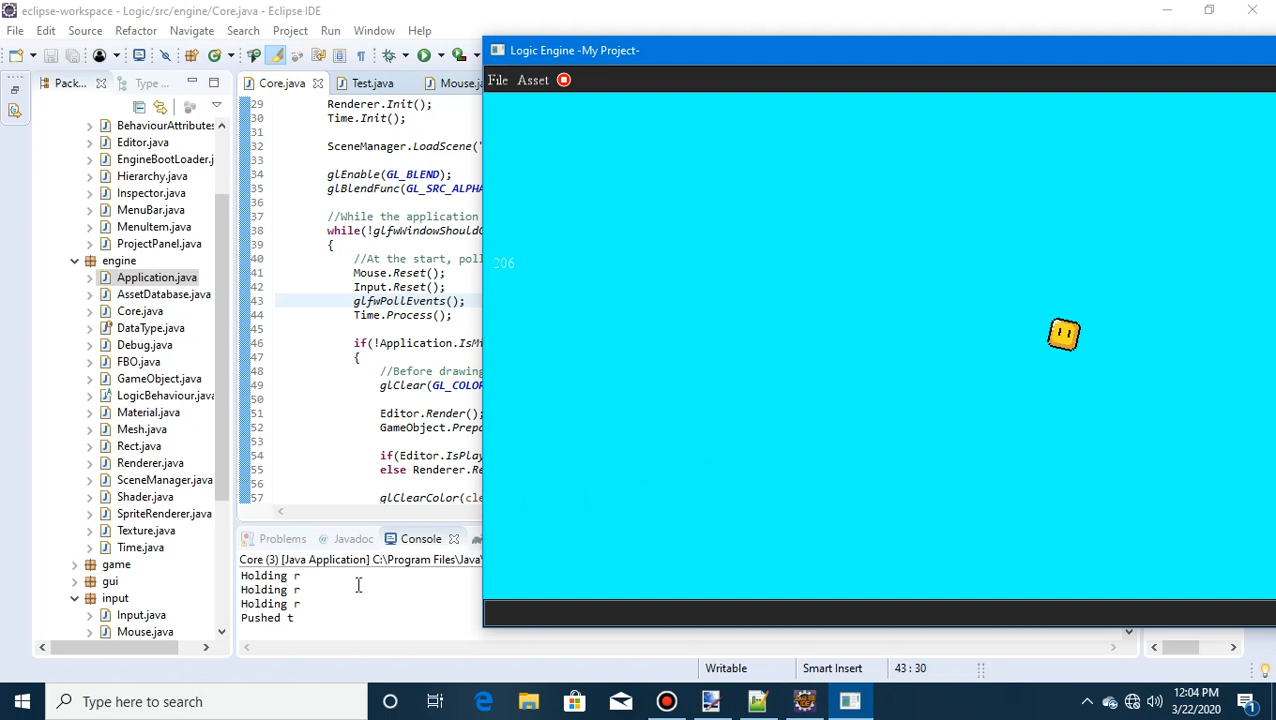 eclipse-workspace - Logic/src/engine/Core.java - Eclipse IDE
File Edit Source Refactor Navigate Search Project Run Window Help
Pack... Type ...
BehaviourAttributes
Editor.java
EngineBootLoader.j
Hierarchy.java
Inspector.java
MenuBar.java
MenuItem.java
ProjectPanel.java
engine
Application.java
AssetDatabase.java
Core.java
DataType.java
Debug.java
FBO.java
GameObject.java
LogicBehaviour.java
Material.java
Mesh.java
Rect.java
Renderer.java
SceneManager.java
Shader.java
SpriteRenderer.java
Texture.java
Time.java
game
gui
input
Input.java
Mouse.java
Core.java Test.java Mouse.ja
29 Renderer.Init();
30 Time.Init();
31
32 SceneManager.LoadScene("
33
34 glEnable(GL_BLEND);
35 glBlendFunc(GL_SRC_ALPHA
36
37 //While the application
38 while(!glfwWindowShouldC
39 {
40 //At the start, poll
41 Mouse.Reset();
42 Input.Reset();
43 glfwPollEvents();
44 Time.Process();
45
46 if(!Application.IsMi
47 {
48 //Before drawing
49 glClear(GL_COLOR
50
51 Editor.Render();
52 GameObject.Prepa
53
54 if(Editor.IsPlay
55 else Renderer.Re
56
57 glClearColor(cle
Problems Javadoc Console
Core (3) [Java Application] C:\Program Files\Java\
Holding r
Holding r
Holding r
Pushed t
Logic Engine -My Project-
File Asset
206
Writable Smart Insert 43 : 30
Type here to search
12:04 PM
3/22/2020
1